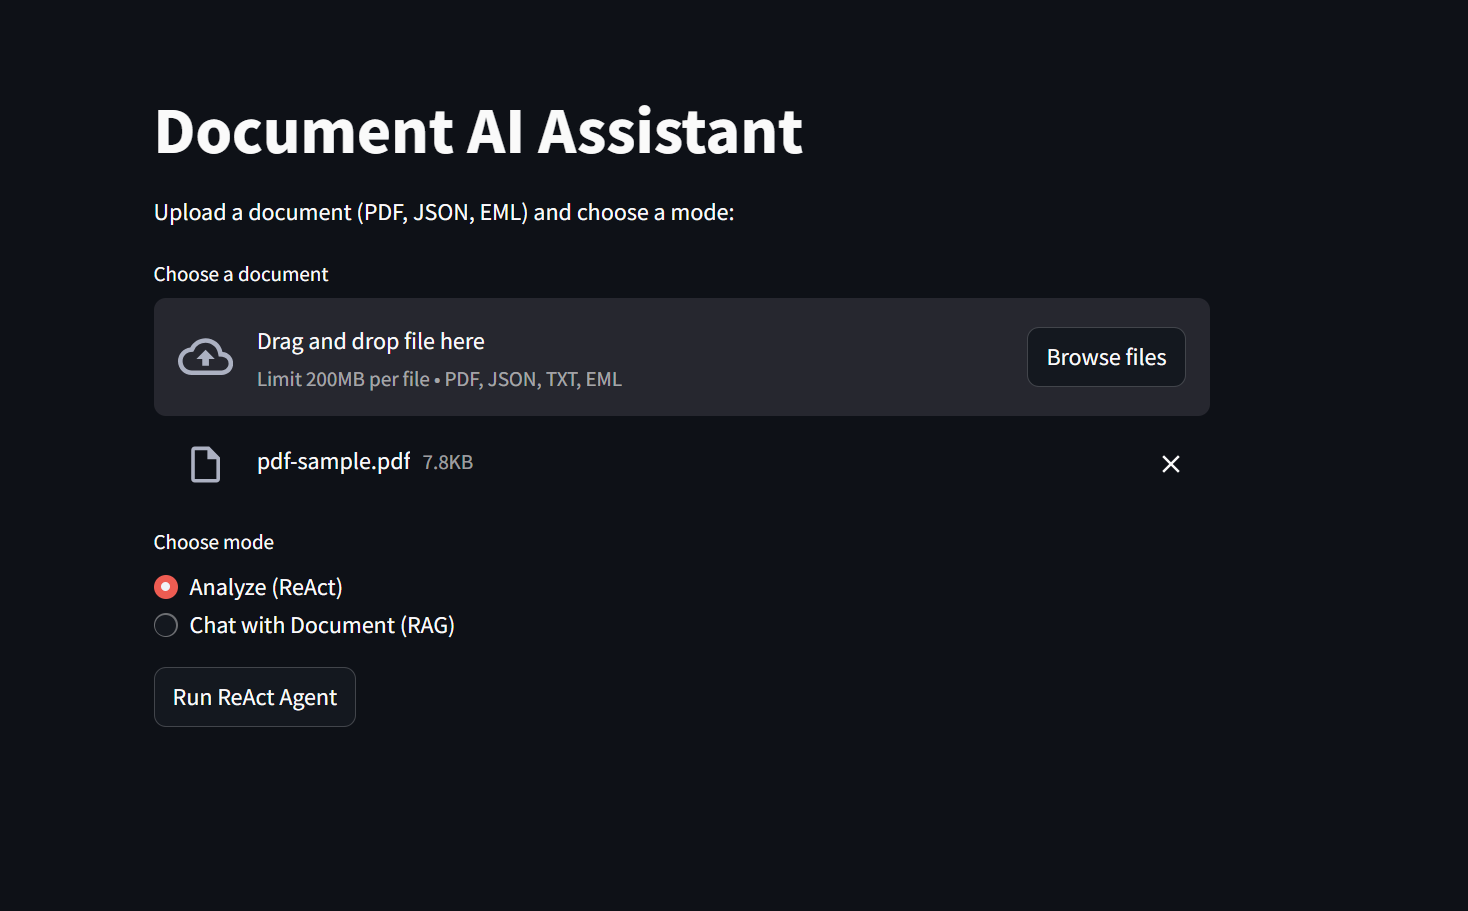 Document AI Assistant
Upload a document (PDF, JSON, EML) and choose a mode:
Choose a document
Drag and drop file here
Limit 200MB per file • PDF, JSON, TXT, EML
Browse files
pdf-sample.pdf 7.8KB
Choose mode
Analyze (ReAct)
Chat with Document (RAG)
Run ReAct Agent